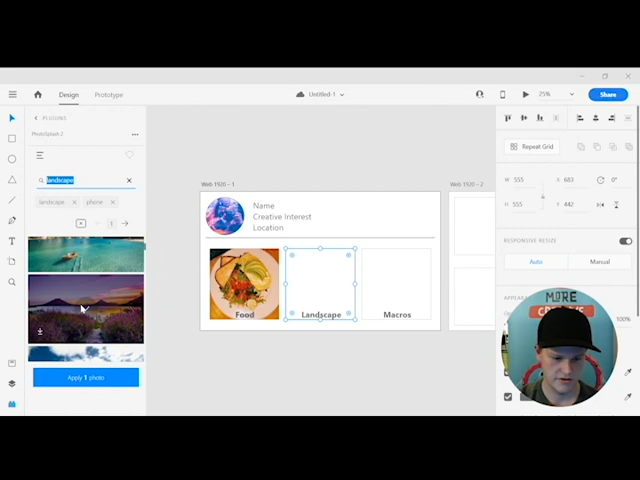 Design
Prototype
Untitled-1
25%
Share
PLUGINS
PhotoSplash 2
landscape
landscape
phone
1
Apply 1 photo
Web 1920 – 1
Name
Creative Interest
Location
Food
Landscape
Macros
Web 1920 – 2
Repeat Grid
W 555
X 683
0°
H 555
Y 442
RESPONSIVE RESIZE
Auto
Manual
APPEARA
100%
MORE